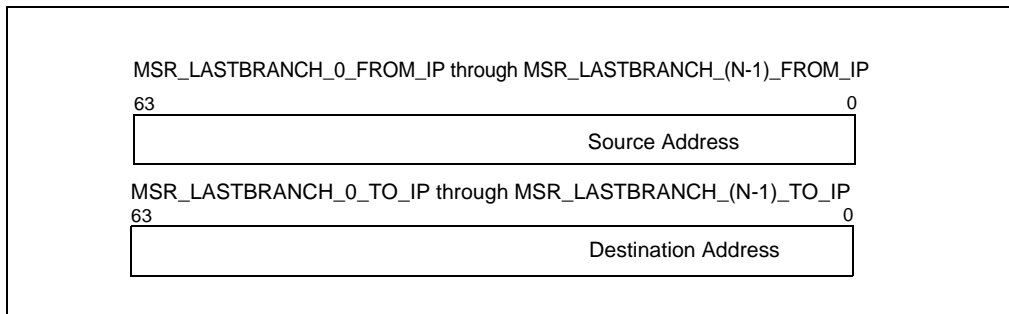 MSR_LASTBRANCH_0_FROM_IP through MSR_LASTBRANCH_(N-1)_FROM_IP
63 0
Source Address
MSR_LASTBRANCH_0_TO_IP through MSR_LASTBRANCH_(N-1)_TO_IP
63 0
Destination Address